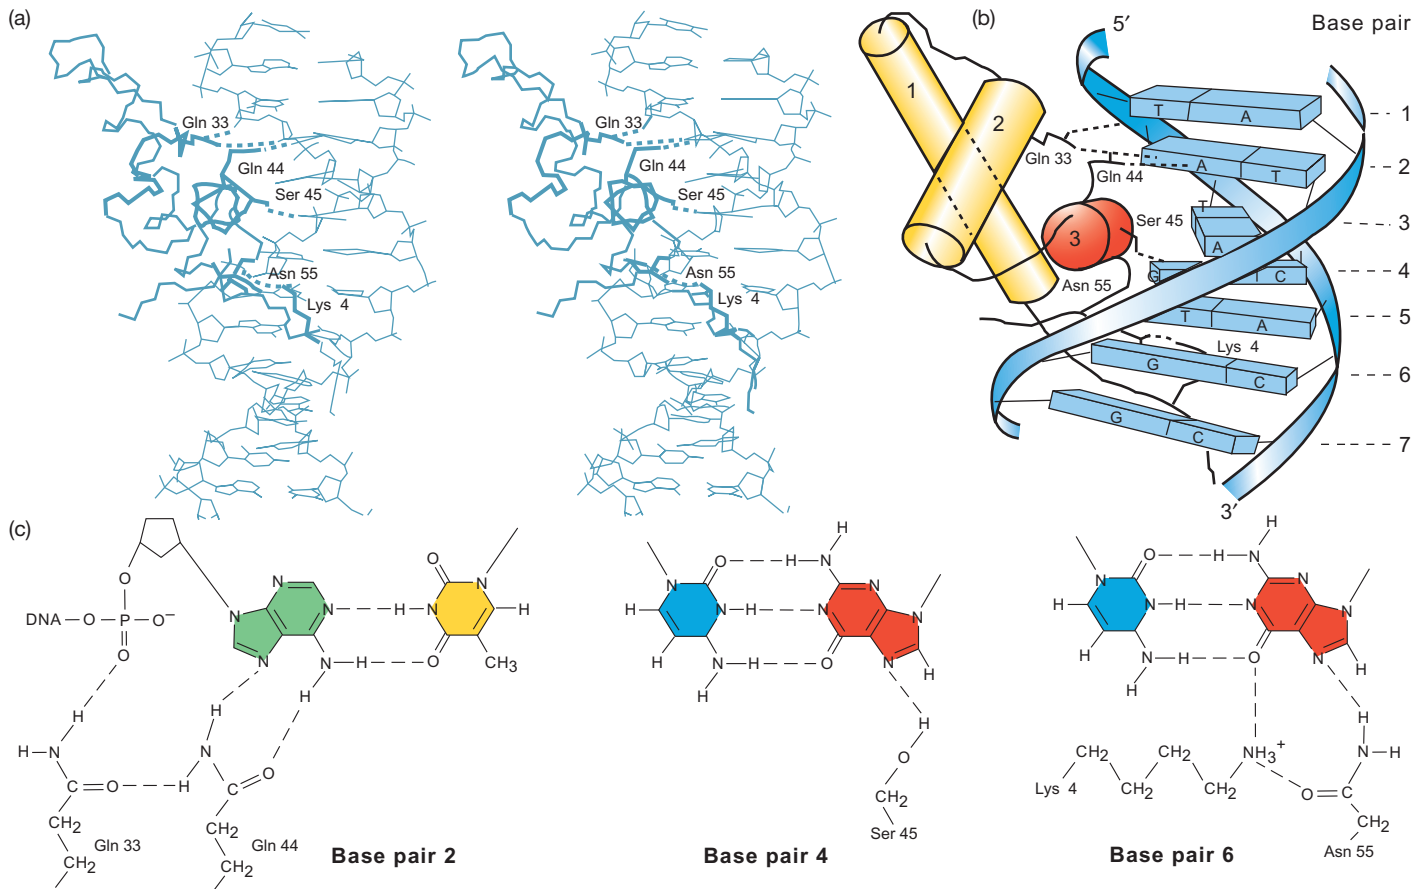 (a)
Gln 33
Gln 44
Ser 45
Asn 55
Lys 4
Gln 33
Gln 44
Ser 45
Asn 55
Lys 4
(b)
5′
Base pair
1
2
3
Gln 33
Gln 44
Ser 45
Asn 55
Lys 4
T A
A T
T
A
G C
T A
G C
G C
1
2
3
4
5
6
7
3′
(c)
DNA—O—P—O−
O
O
N
N
N
N
N—H
H
O
N
H—N
O
H
CH3
H
N
H
O
H
H—N
C=O
H
C
O
CH2
CH2
Gln 33
CH2
CH2
Gln 44
Base pair 2
O
H—N
H
N
N—H
N
N
N
H
H
N—H
H
O
N
H
H
O
CH2
Ser 45
Base pair 4
O
H—N
H
N
N—H
N
N
N
H
H
N—H
H
O
N
H
H
N—H
NH3+
O=C
Lys 4
CH2
CH2
CH2
CH2
CH2
Asn 55
Base pair 6